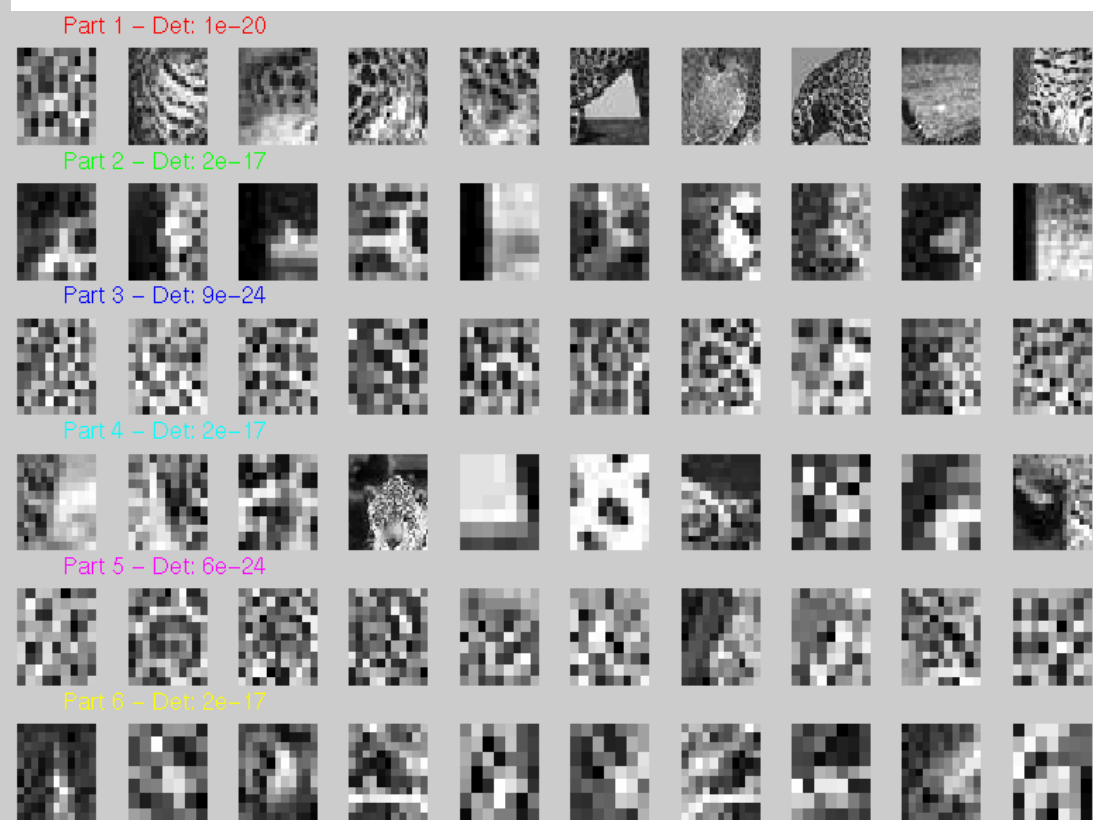 Part 1 – Det: 1e−20
Part 2 – Det: 2e−17
Part 3 – Det: 9e−24
Part 4 – Det: 2e−17
Part 5 – Det: 6e−24
Part 6 – Det: 2e−17